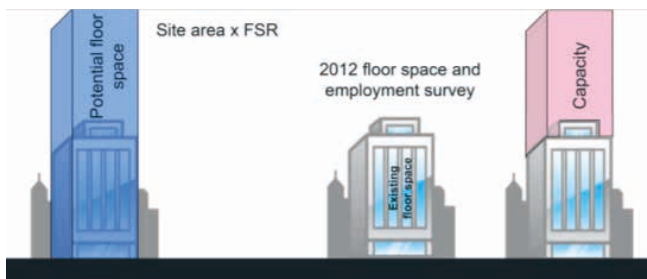 Potential floor
space
Site area x FSR
2012 floor space and
employment survey
Existing
floor space
Capacity